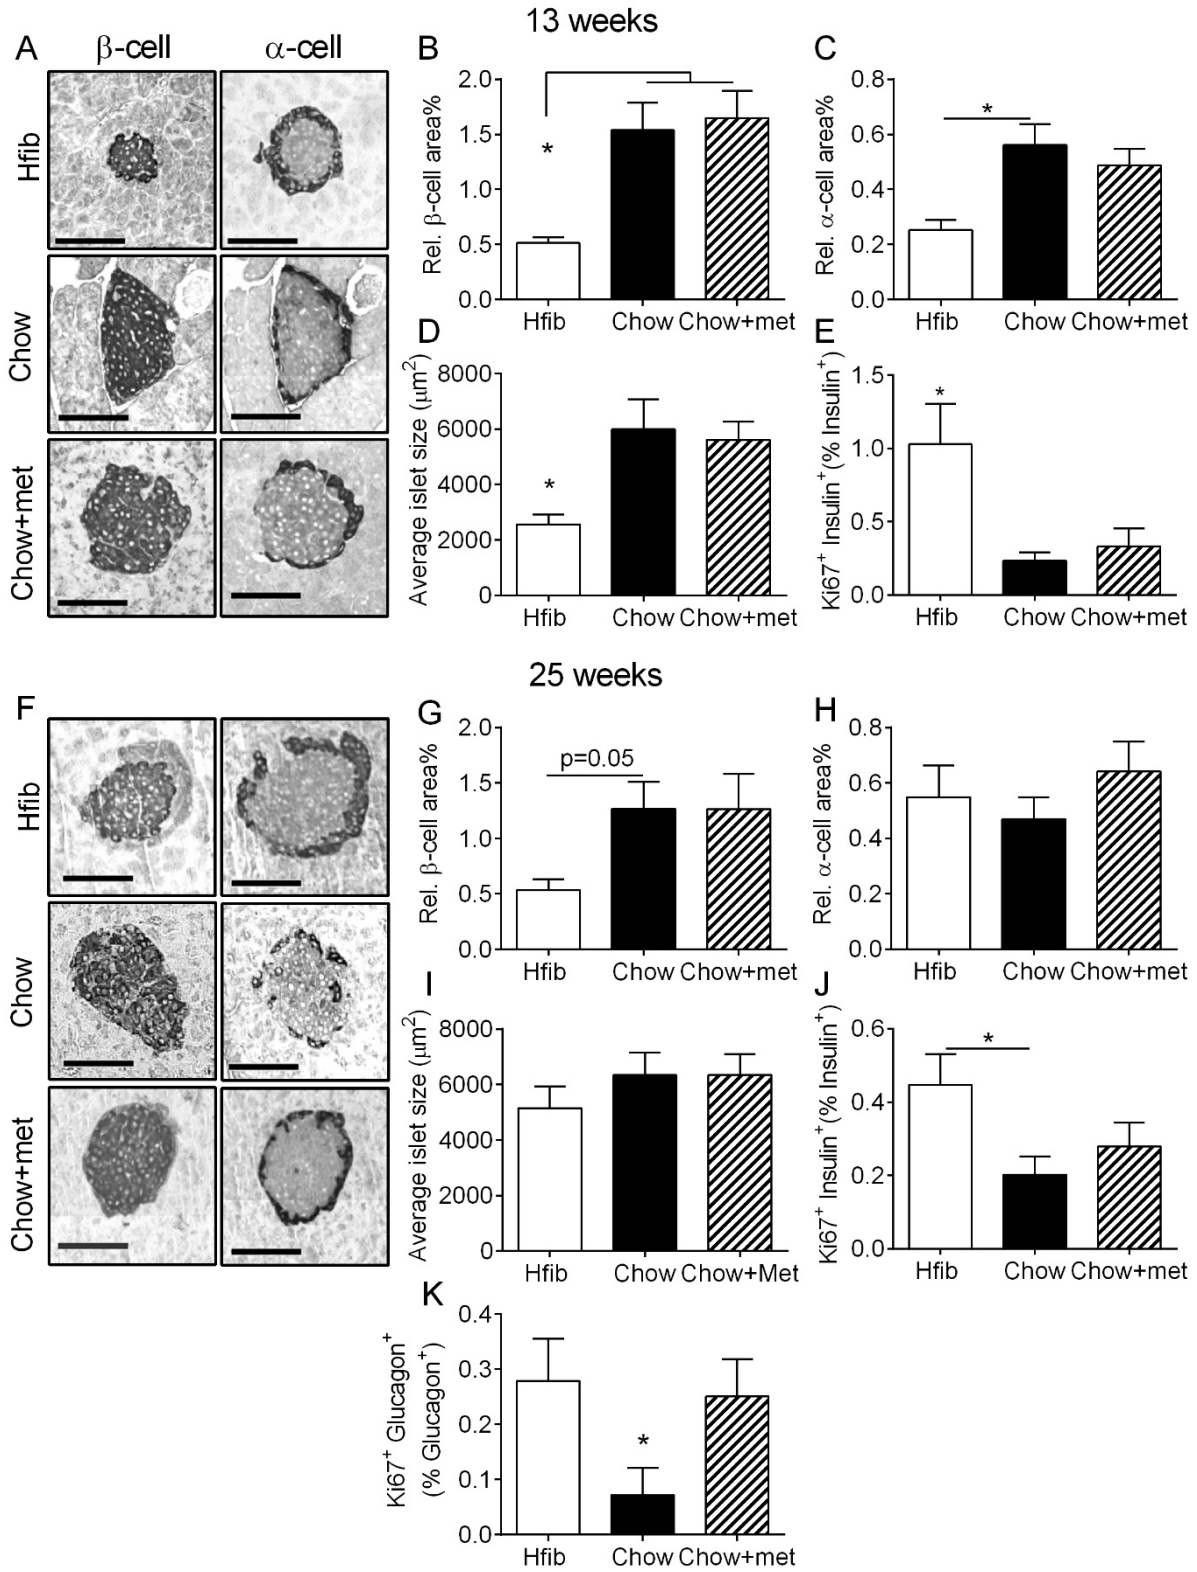 13 weeks
A
β-cell
α-cell
Hfib
Chow
Chow+met
B
Rel. β-cell area%
2.0
1.5
1.0
0.5
0.0
*
Hfib
Chow
Chow+met
C
Rel. α-cell area%
0.8
0.6
0.4
0.2
0.0
*
Hfib
Chow
Chow+met
D
Average islet size (μm²)
8000
6000
4000
2000
0
*
Hfib
Chow
Chow+met
E
Ki67⁺ Insulin⁺(% Insulin⁺)
1.5
1.0
0.5
0.0
*
Hfib
Chow
Chow+met
25 weeks
F
Hfib
Chow
Chow+met
G
Rel. β-cell area%
2.0
1.5
1.0
0.5
0.0
p=0.05
Hfib
Chow
Chow+met
H
Rel. α-cell area%
0.8
0.6
0.4
0.2
0.0
Hfib
Chow
Chow+met
I
Average islet size (μm²)
8000
6000
4000
2000
0
Hfib
Chow
Chow+Met
J
Ki67⁺ Insulin⁺(% Insulin⁺)
0.6
0.4
0.2
0.0
*
Hfib
Chow
Chow+met
K
Ki67⁺ Glucagon⁺
(% Glucagon⁺)
0.4
0.3
0.2
0.1
0.0
*
Hfib
Chow
Chow+met